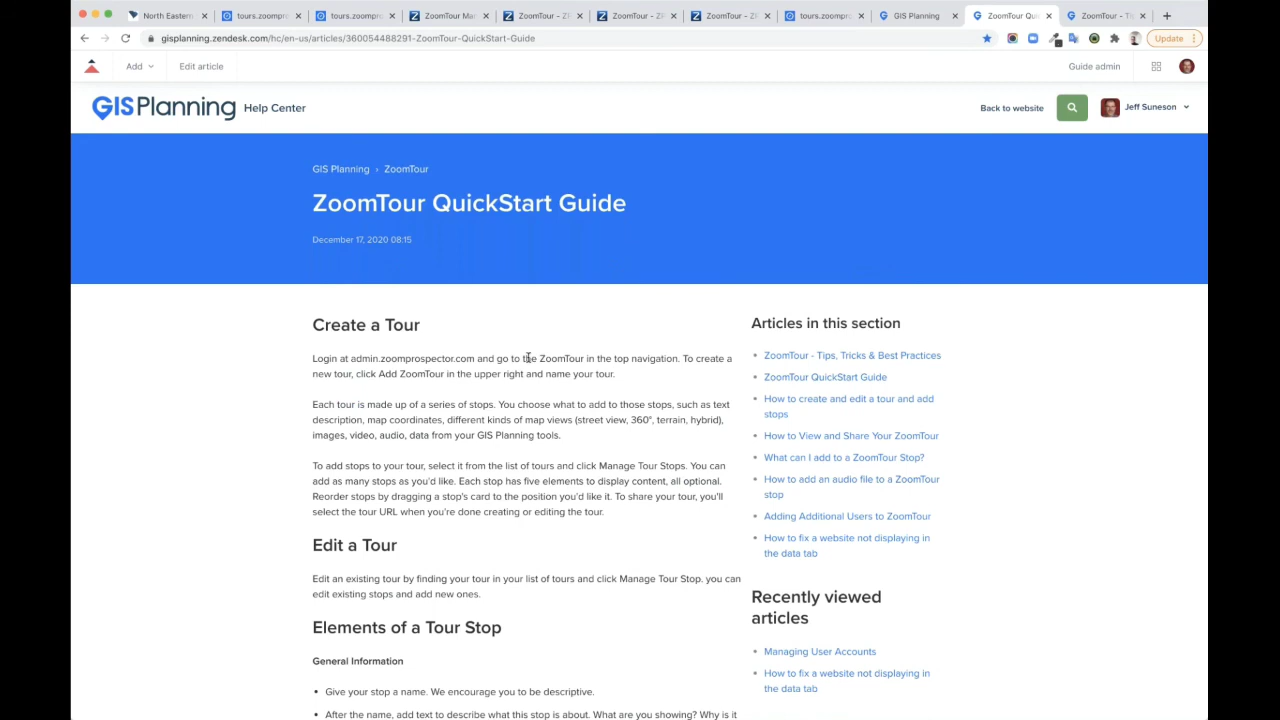 North Eastern
tours.zoompro
tours.zoompro
ZoomTour Ma
ZoomTour - ZF
ZoomTour - ZF
ZoomTour - ZF
tours.zoompro
GIS Planning
ZoomTour Qui
ZoomTour - Ti
gisplanning.zendesk.com/hc/en-us/articles/360054488291-ZoomTour-QuickStart-Guide
Update
Add
Edit article
Guide admin
GISPlanning Help Center
Back to website
Jeff Suneson
GIS Planning › ZoomTour
ZoomTour QuickStart Guide
December 17, 2020 08:15
Create a Tour
Login at admin.zoomprospector.com and go to the ZoomTour in the top navigation. To create a
new tour, click Add ZoomTour in the upper right and name your tour.
Each tour is made up of a series of stops. You choose what to add to those stops, such as text
description, map coordinates, different kinds of map views (street view, 360°, terrain, hybrid),
images, video, audio, data from your GIS Planning tools.
To add stops to your tour, select it from the list of tours and click Manage Tour Stops. You can
add as many stops as you'd like. Each stop has five elements to display content, all optional.
Reorder stops by dragging a stop's card to the position you'd like it. To share your tour, you'll
select the tour URL when you're done creating or editing the tour.
Edit a Tour
Edit an existing tour by finding your tour in your list of tours and click Manage Tour Stop. you can
edit existing stops and add new ones.
Elements of a Tour Stop
General Information
• Give your stop a name. We encourage you to be descriptive.
• After the name, add text to describe what this stop is about. What are you showing? Why is it
Articles in this section
• ZoomTour - Tips, Tricks & Best Practices
• ZoomTour QuickStart Guide
• How to create and edit a tour and add
stops
• How to View and Share Your ZoomTour
• What can I add to a ZoomTour Stop?
• How to add an audio file to a ZoomTour
stop
• Adding Additional Users to ZoomTour
• How to fix a website not displaying in
the data tab
Recently viewed
articles
• Managing User Accounts
• How to fix a website not displaying in
the data tab